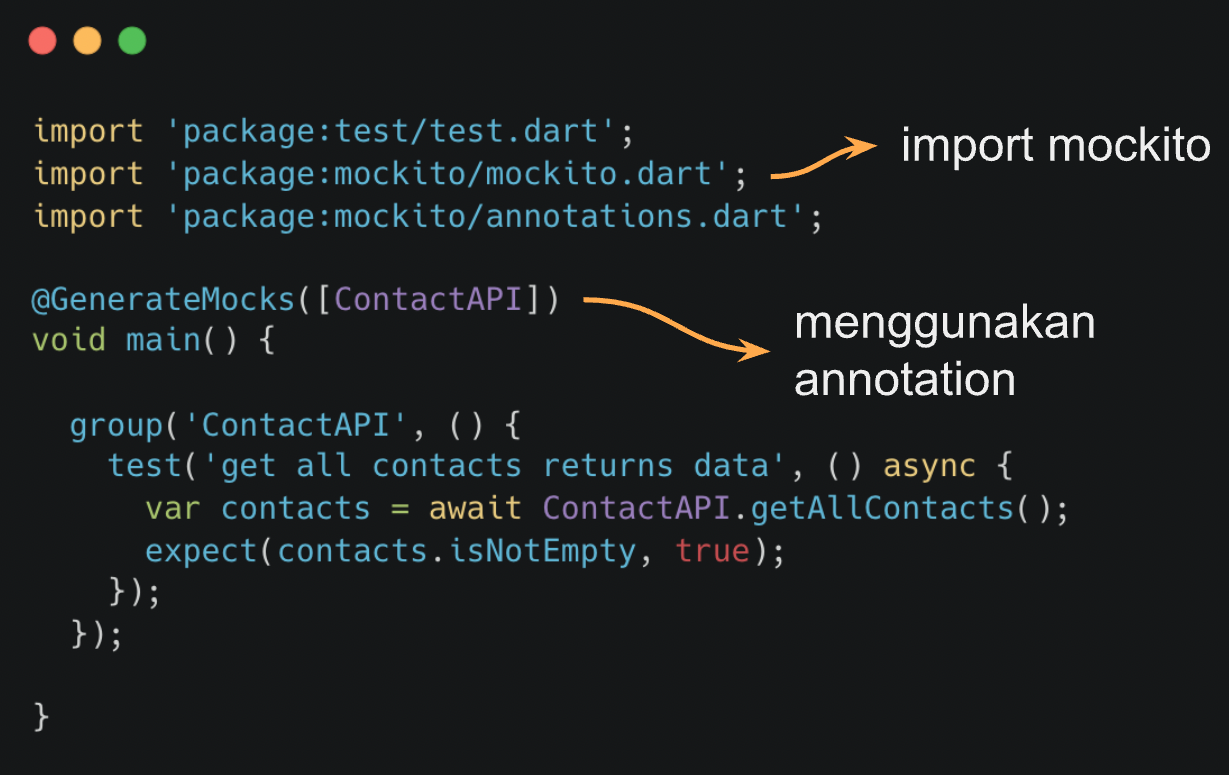 import 'package:test/test.dart';
import mockito
import 'package:mockito/mockito.dart';
import 'package:mockito/annotations.dart';
@GenerateMocks([ContactAPI])
menggunakan
annotation
void main() {
  group('ContactAPI', () {
    test('get all contacts returns data', () async {
      var contacts = await ContactAPI.getAllContacts();
      expect(contacts.isNotEmpty, true);
    });
  });
}